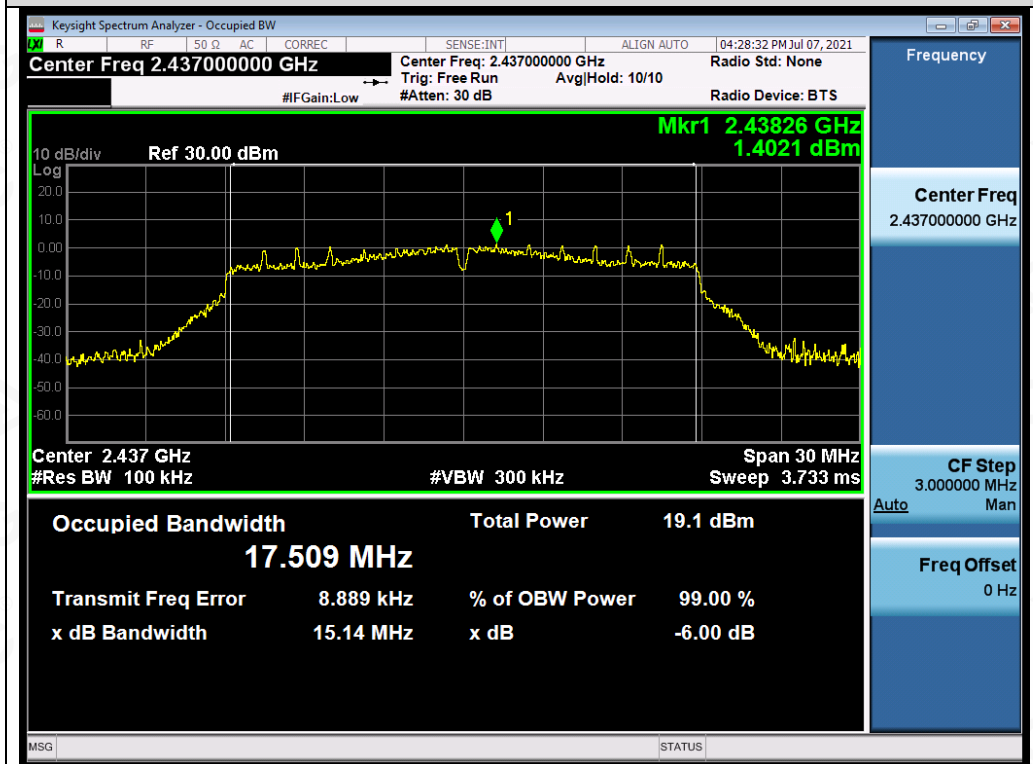 Keysight Spectrum Analyzer - Occupied BW
LXI R RF 50 Ω AC CORREC SENSE:INT ALIGN AUTO 04:28:32 PM Jul 07, 2021
Center Freq 2.437000000 GHz
Center Freq: 2.437000000 GHz
Radio Std: None
Trig: Free Run Avg|Hold: 10/10
#IFGain:Low
#Atten: 30 dB
Radio Device: BTS
Mkr1 2.43826 GHz
1.4021 dBm
10 dB/div Ref 30.00 dBm
Log
20.0
10.0
0.00
-10.0
-20.0
-30.0
-40.0
-50.0
-60.0
1
Center 2.437 GHz Span 30 MHz
#Res BW 100 kHz #VBW 300 kHz Sweep 3.733 ms
Occupied Bandwidth Total Power 19.1 dBm
17.509 MHz
Transmit Freq Error 8.889 kHz % of OBW Power 99.00 %
x dB Bandwidth 15.14 MHz x dB -6.00 dB
MSG STATUS
Frequency
Center Freq
2.437000000 GHz
CF Step
3.000000 MHz
Auto Man
Freq Offset
0 Hz